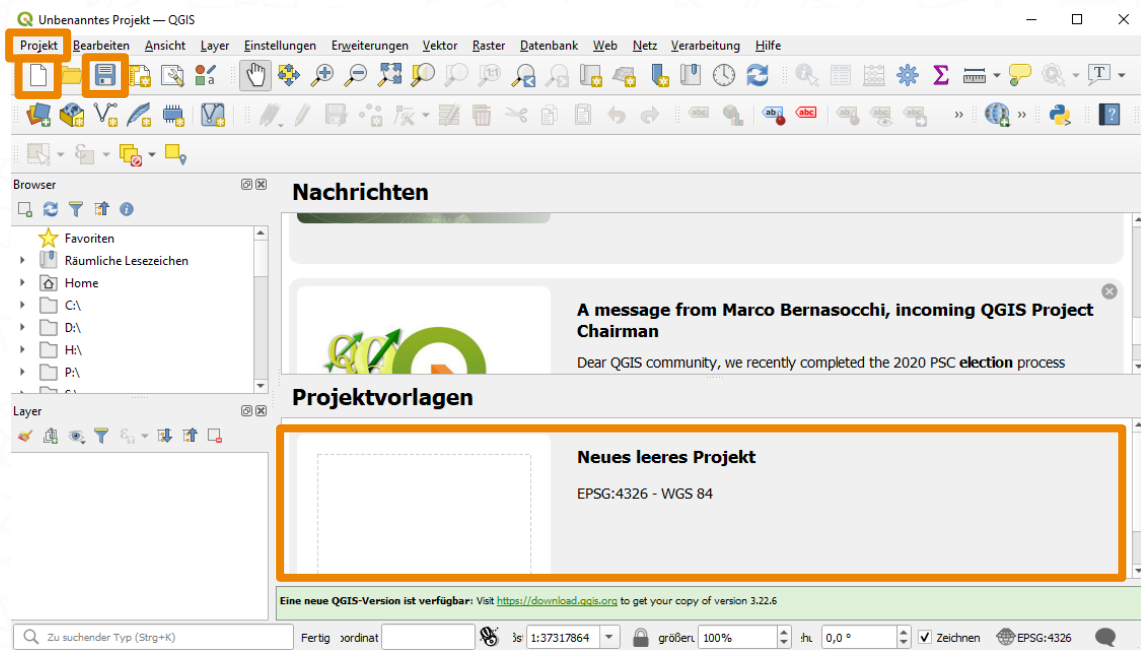 Unbenanntes Projekt — QGIS
Projekt Bearbeiten Ansicht Layer Einstellungen Erweiterungen Vektor Raster Datenbank Web Netz Verarbeitung Hilfe
Browser
Favoriten
Räumliche Lesezeichen
Home
C:\
D:\
H:\
P:\
Layer
Nachrichten
A message from Marco Bernasocchi, incoming QGIS Project
Chairman
Dear QGIS community, we recently completed the 2020 PSC election process
Projektvorlagen
Neues leeres Projekt
EPSG:4326 - WGS 84
Eine neue QGIS-Version ist verfügbar: Visit https://download.qgis.org to get your copy of version 3.22.6
Zu suchender Typ (Strg+K) Fertig 1:37317864 100% 0,0 ° Zeichnen EPSG:4326